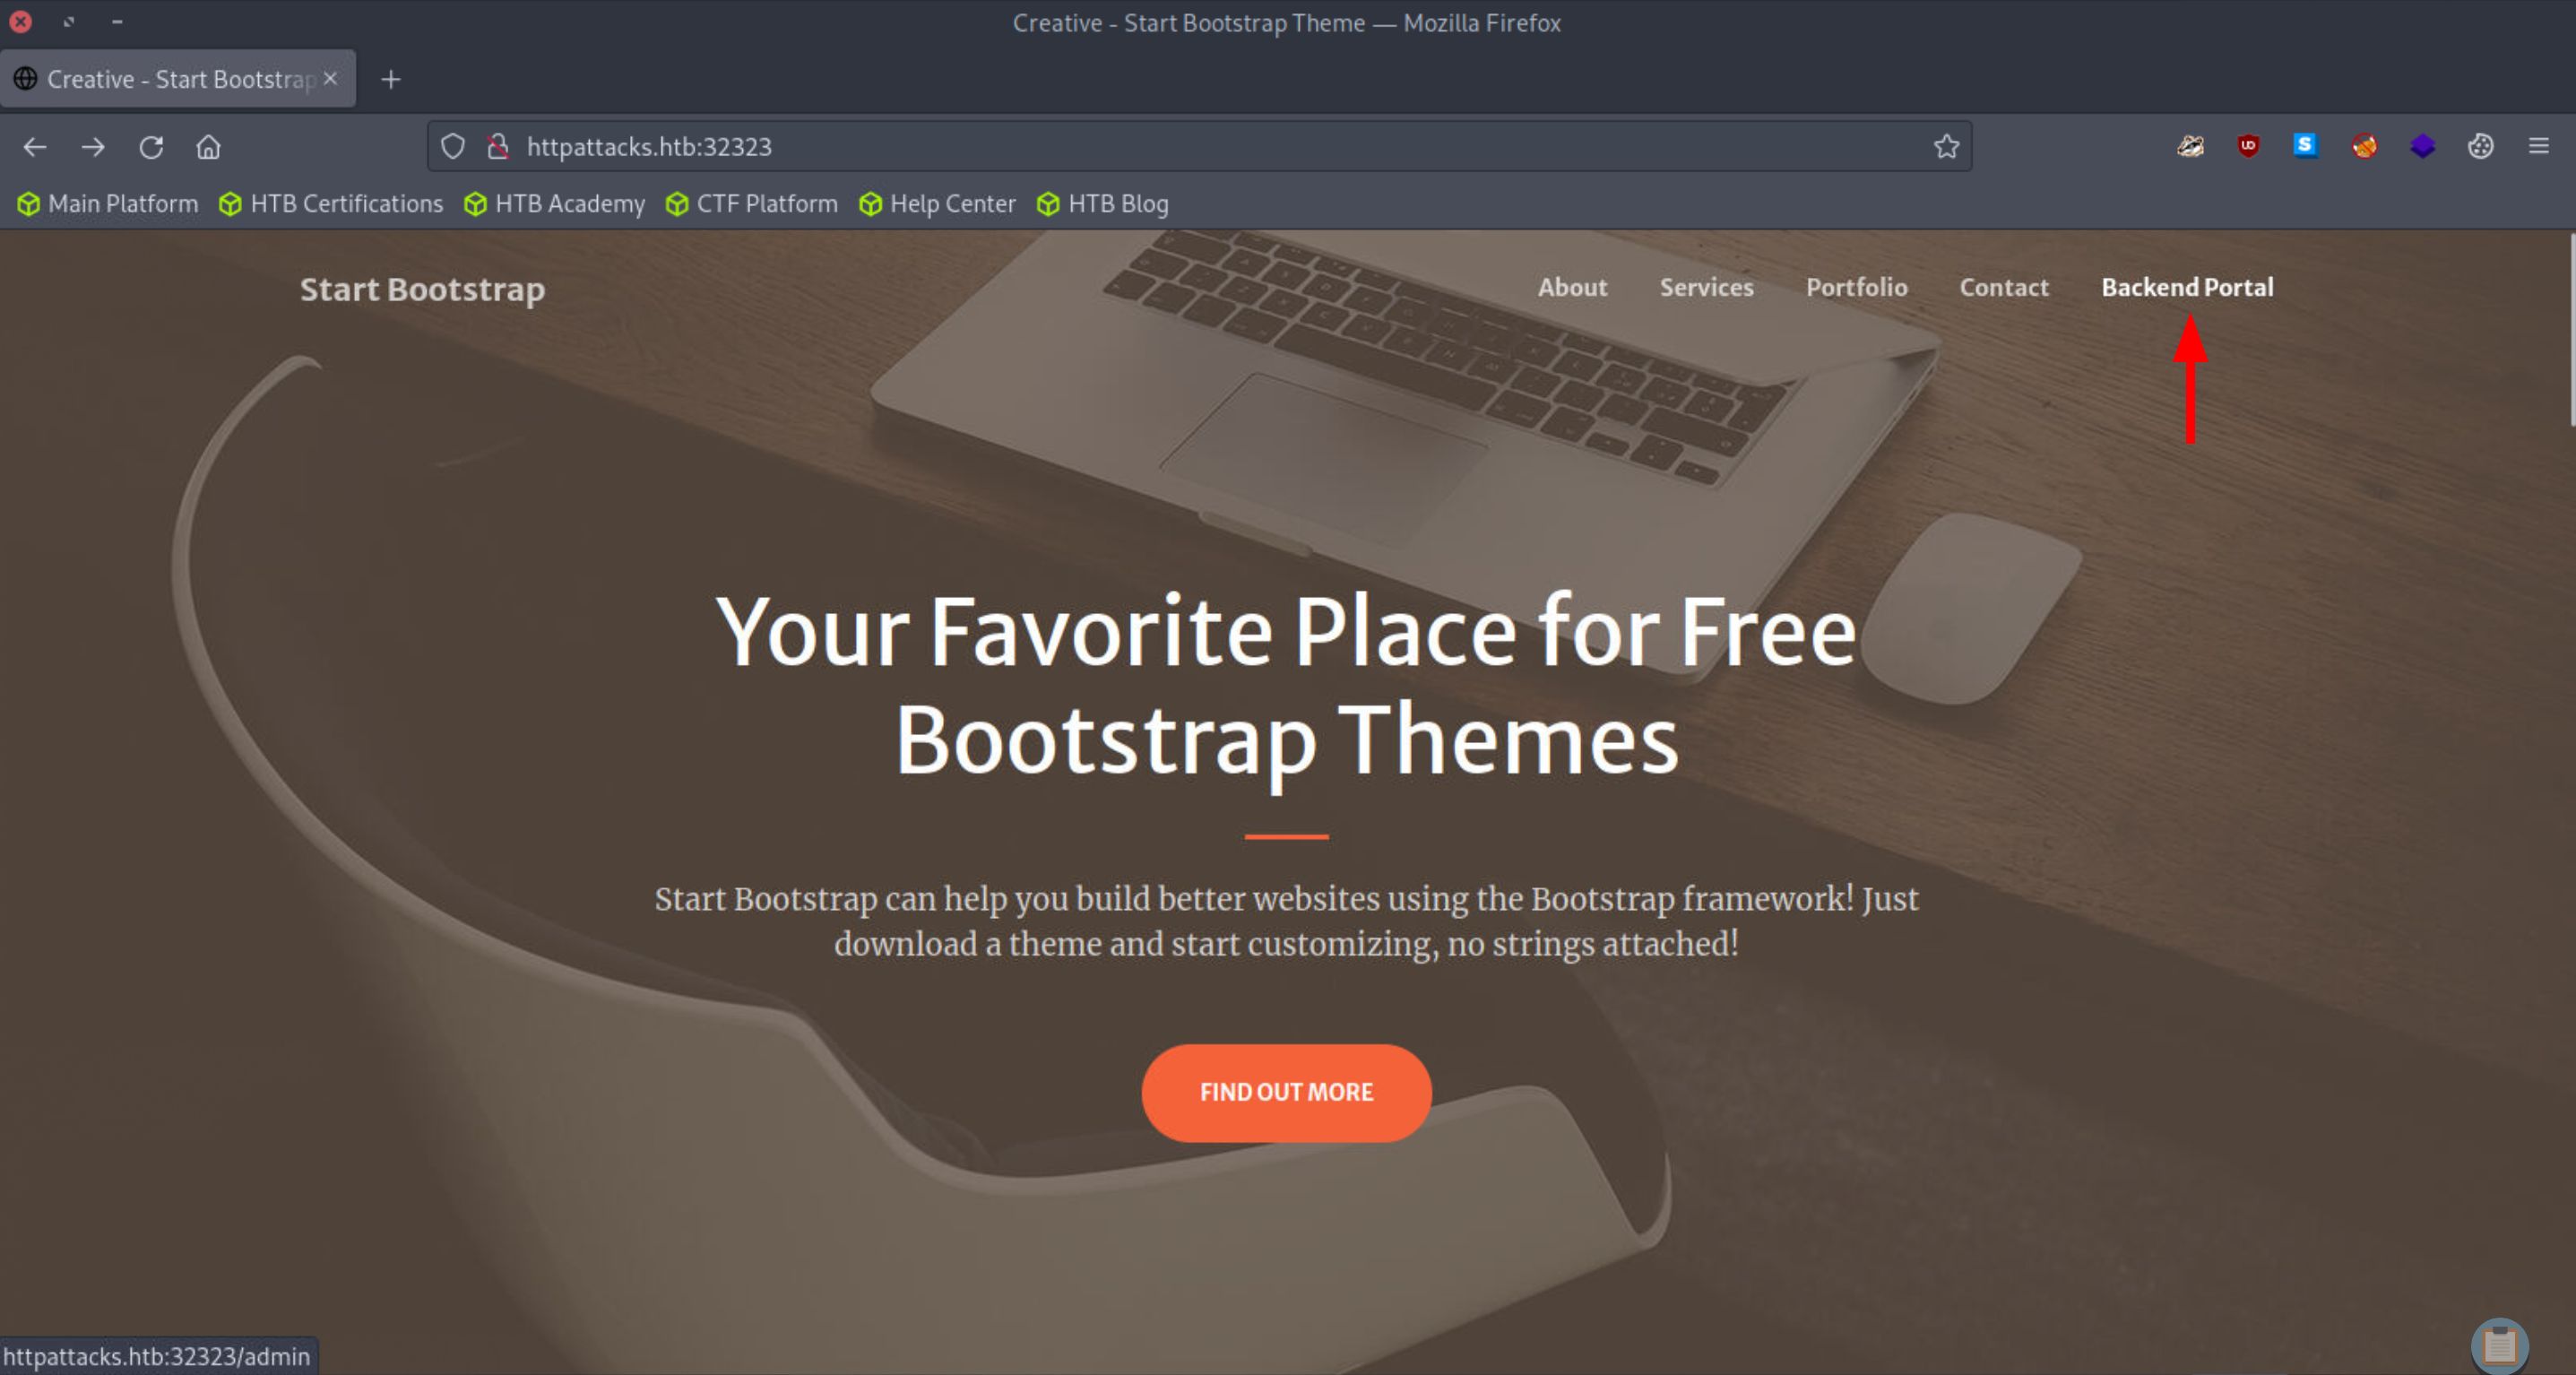 Creative - Start Bootstrap Theme — Mozilla Firefox
Creative - Start Bootstrap
httpattacks.htb:32323
Main Platform HTB Certifications HTB Academy CTF Platform Help Center HTB Blog
Start Bootstrap About Services Portfolio Contact Backend Portal
Your Favorite Place for Free
Bootstrap Themes
Start Bootstrap can help you build better websites using the Bootstrap framework! Just
download a theme and start customizing, no strings attached!
FIND OUT MORE
httpattacks.htb:32323/admin